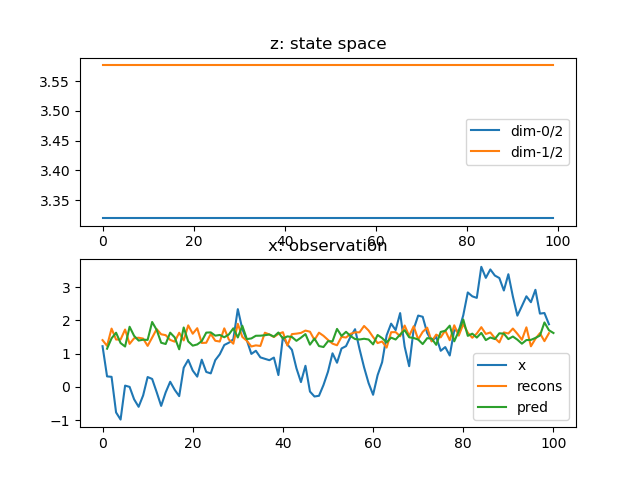 z: state space
3.55
3.50
3.45
3.40
3.35
dim-0/2
dim-1/2
0 20 40 60 80 100
x: observation
3
2
1
0
−1
x
recons
pred
0 20 40 60 80 100